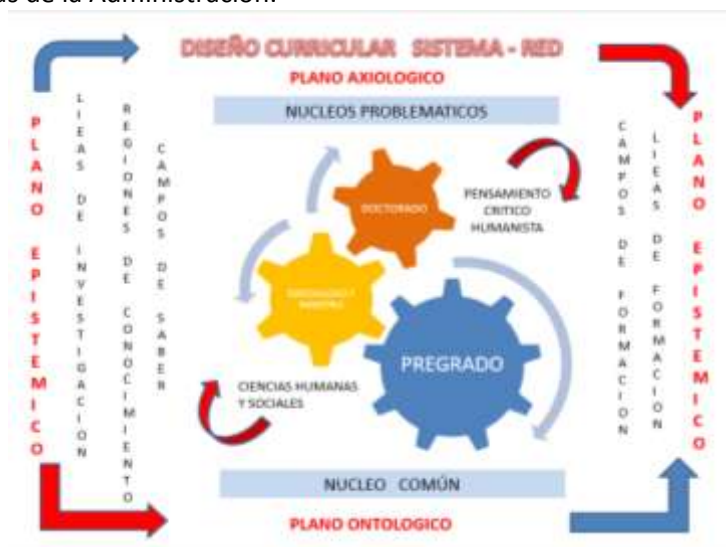 as de la Administración.
DISEÑO CURRICULAR SISTEMA - RED
PLANO AXIOLOGICO
NUCLEOS PROBLEMATICOS
PLANO EPISTEMICO
LIEAS DE INVESTIGACION
REGIONES DE CONOCIMIENTO
CAMPOS DE SABER
DOCTORADO
PENSAMIENTO
CRITICO
HUMANISTA
PREGRADO
CIENCIAS HUMANAS
Y SOCIALES
CAMPOS DE FORMACION
LIEAS DE FORMACION
PLANO EPISTEMICO
NUCLEO COMÚN
PLANO ONTOLOGICO